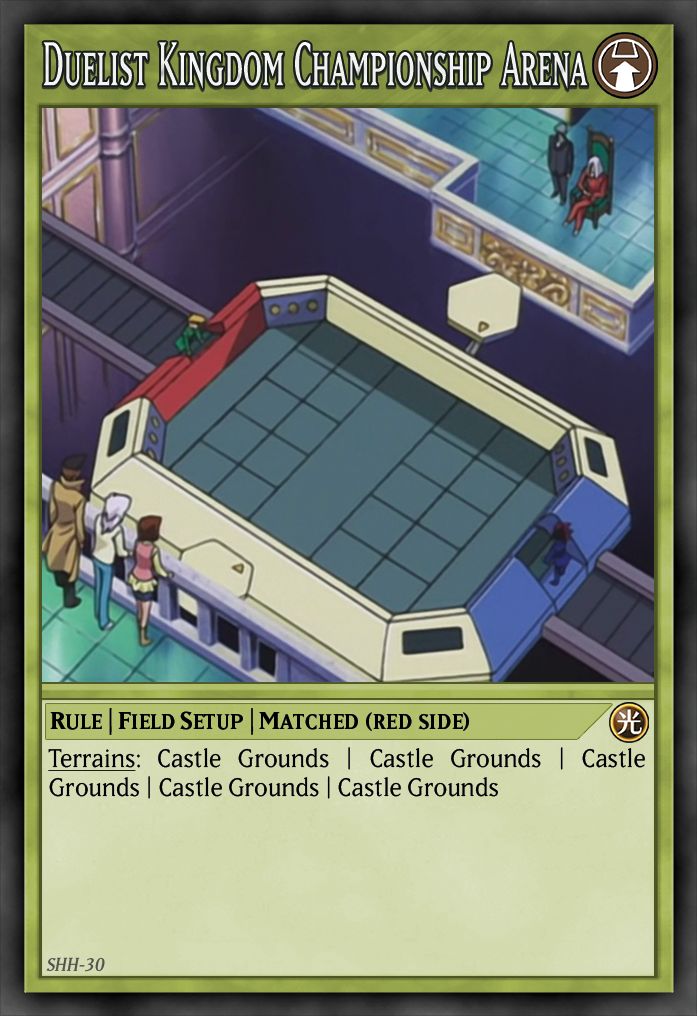 Duelist Kingdom Championship Arena
Rule | Field Setup | Matched (red side)
光
Terrains: Castle Grounds | Castle Grounds | Castle
Grounds | Castle Grounds | Castle Grounds
SHH-30